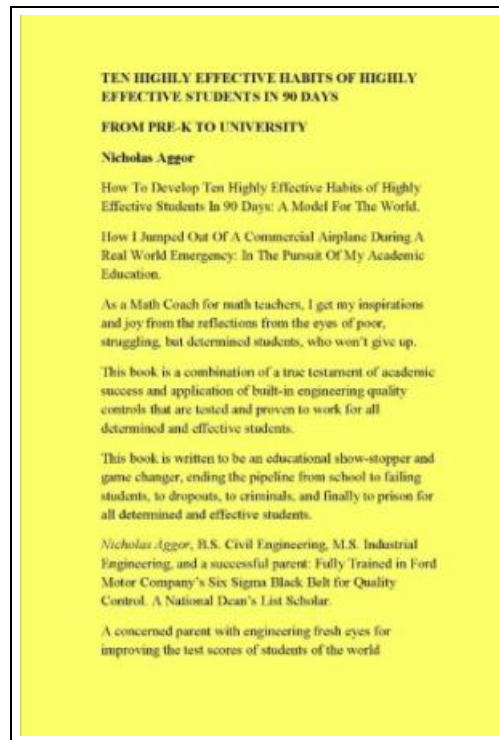 TEN HIGHLY EFFECTIVE HABITS OF HIGHLY
EFFECTIVE STUDENTS IN 90 DAYS
FROM PRE-K TO UNIVERSITY
Nicholas Aggor
How To Develop Ten Highly Effective Habits of Highly
Effective Students In 90 Days: A Model For The World.
How I Jumped Out Of A Commercial Airplane During A
Real World Emergency: In The Pursuit Of My Academic
Education.
As a Math Coach for math teachers, I get my inspirations
and joy from the reflections from the eyes of poor,
struggling, but determined students, who won't give up.
This book is a combination of a true testament of academic
success and application of built-in engineering quality
controls that are tested and proven to work for all
determined and effective students.
This book is written to be an educational show-stopper and
game changer, ending the pipeline from school to failing
students, to dropouts, to criminals, and finally to prison for
all determined and effective students.
Nicholas Aggor, B.S. Civil Engineering, M.S. Industrial
Engineering, and a successful parent: Fully Trained in Ford
Motor Company's Six Sigma Black Belt for Quality
Control. A National Dean's List Scholar.
A concerned parent with engineering fresh eyes for
improving the test scores of students of the world